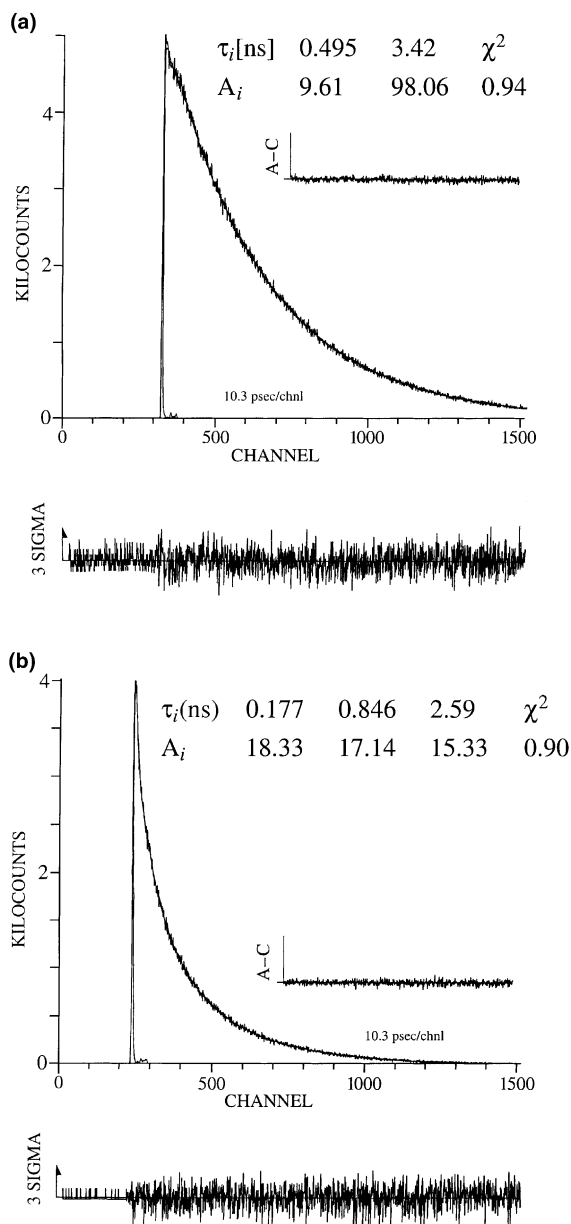 (a)
τi[ns] 0.495 3.42 χ2
Ai 9.61 98.06 0.94
4
2
0
KILOCOUNTS
A–C
10.3 psec/chnl
0 500 1000 1500
CHANNEL
3 SIGMA
(b)
τi(ns) 0.177 0.846 2.59 χ2
Ai 18.33 17.14 15.33 0.90
4
2
0
KILOCOUNTS
A–C
10.3 psec/chnl
0 500 1000 1500
CHANNEL
3 SIGMA